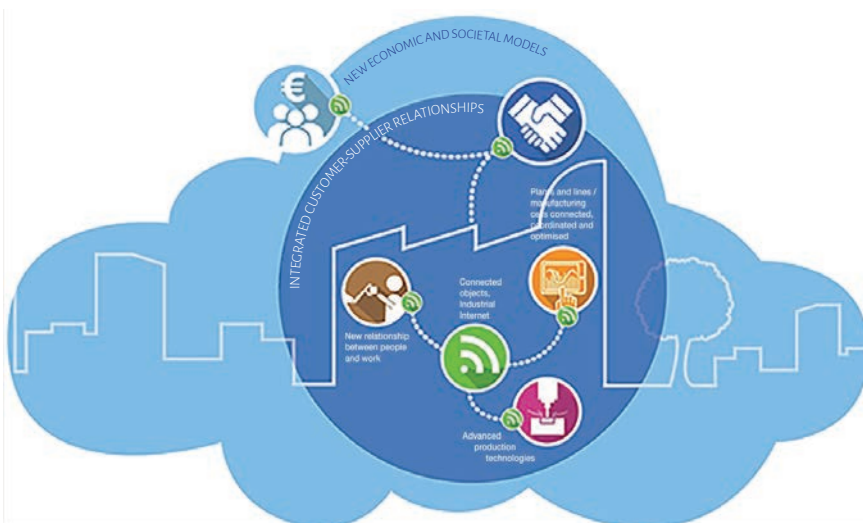 NEW ECONOMIC AND SOCIETAL MODELS
INTEGRATED CUSTOMER-SUPPLIER RELATIONSHIPS
Plants and lines /
manufacturing
cells connected,
coordinated and
optimised
Connected
objects,
Industrial
Internet
New relationship
between people
and work
Advanced
production
technologies